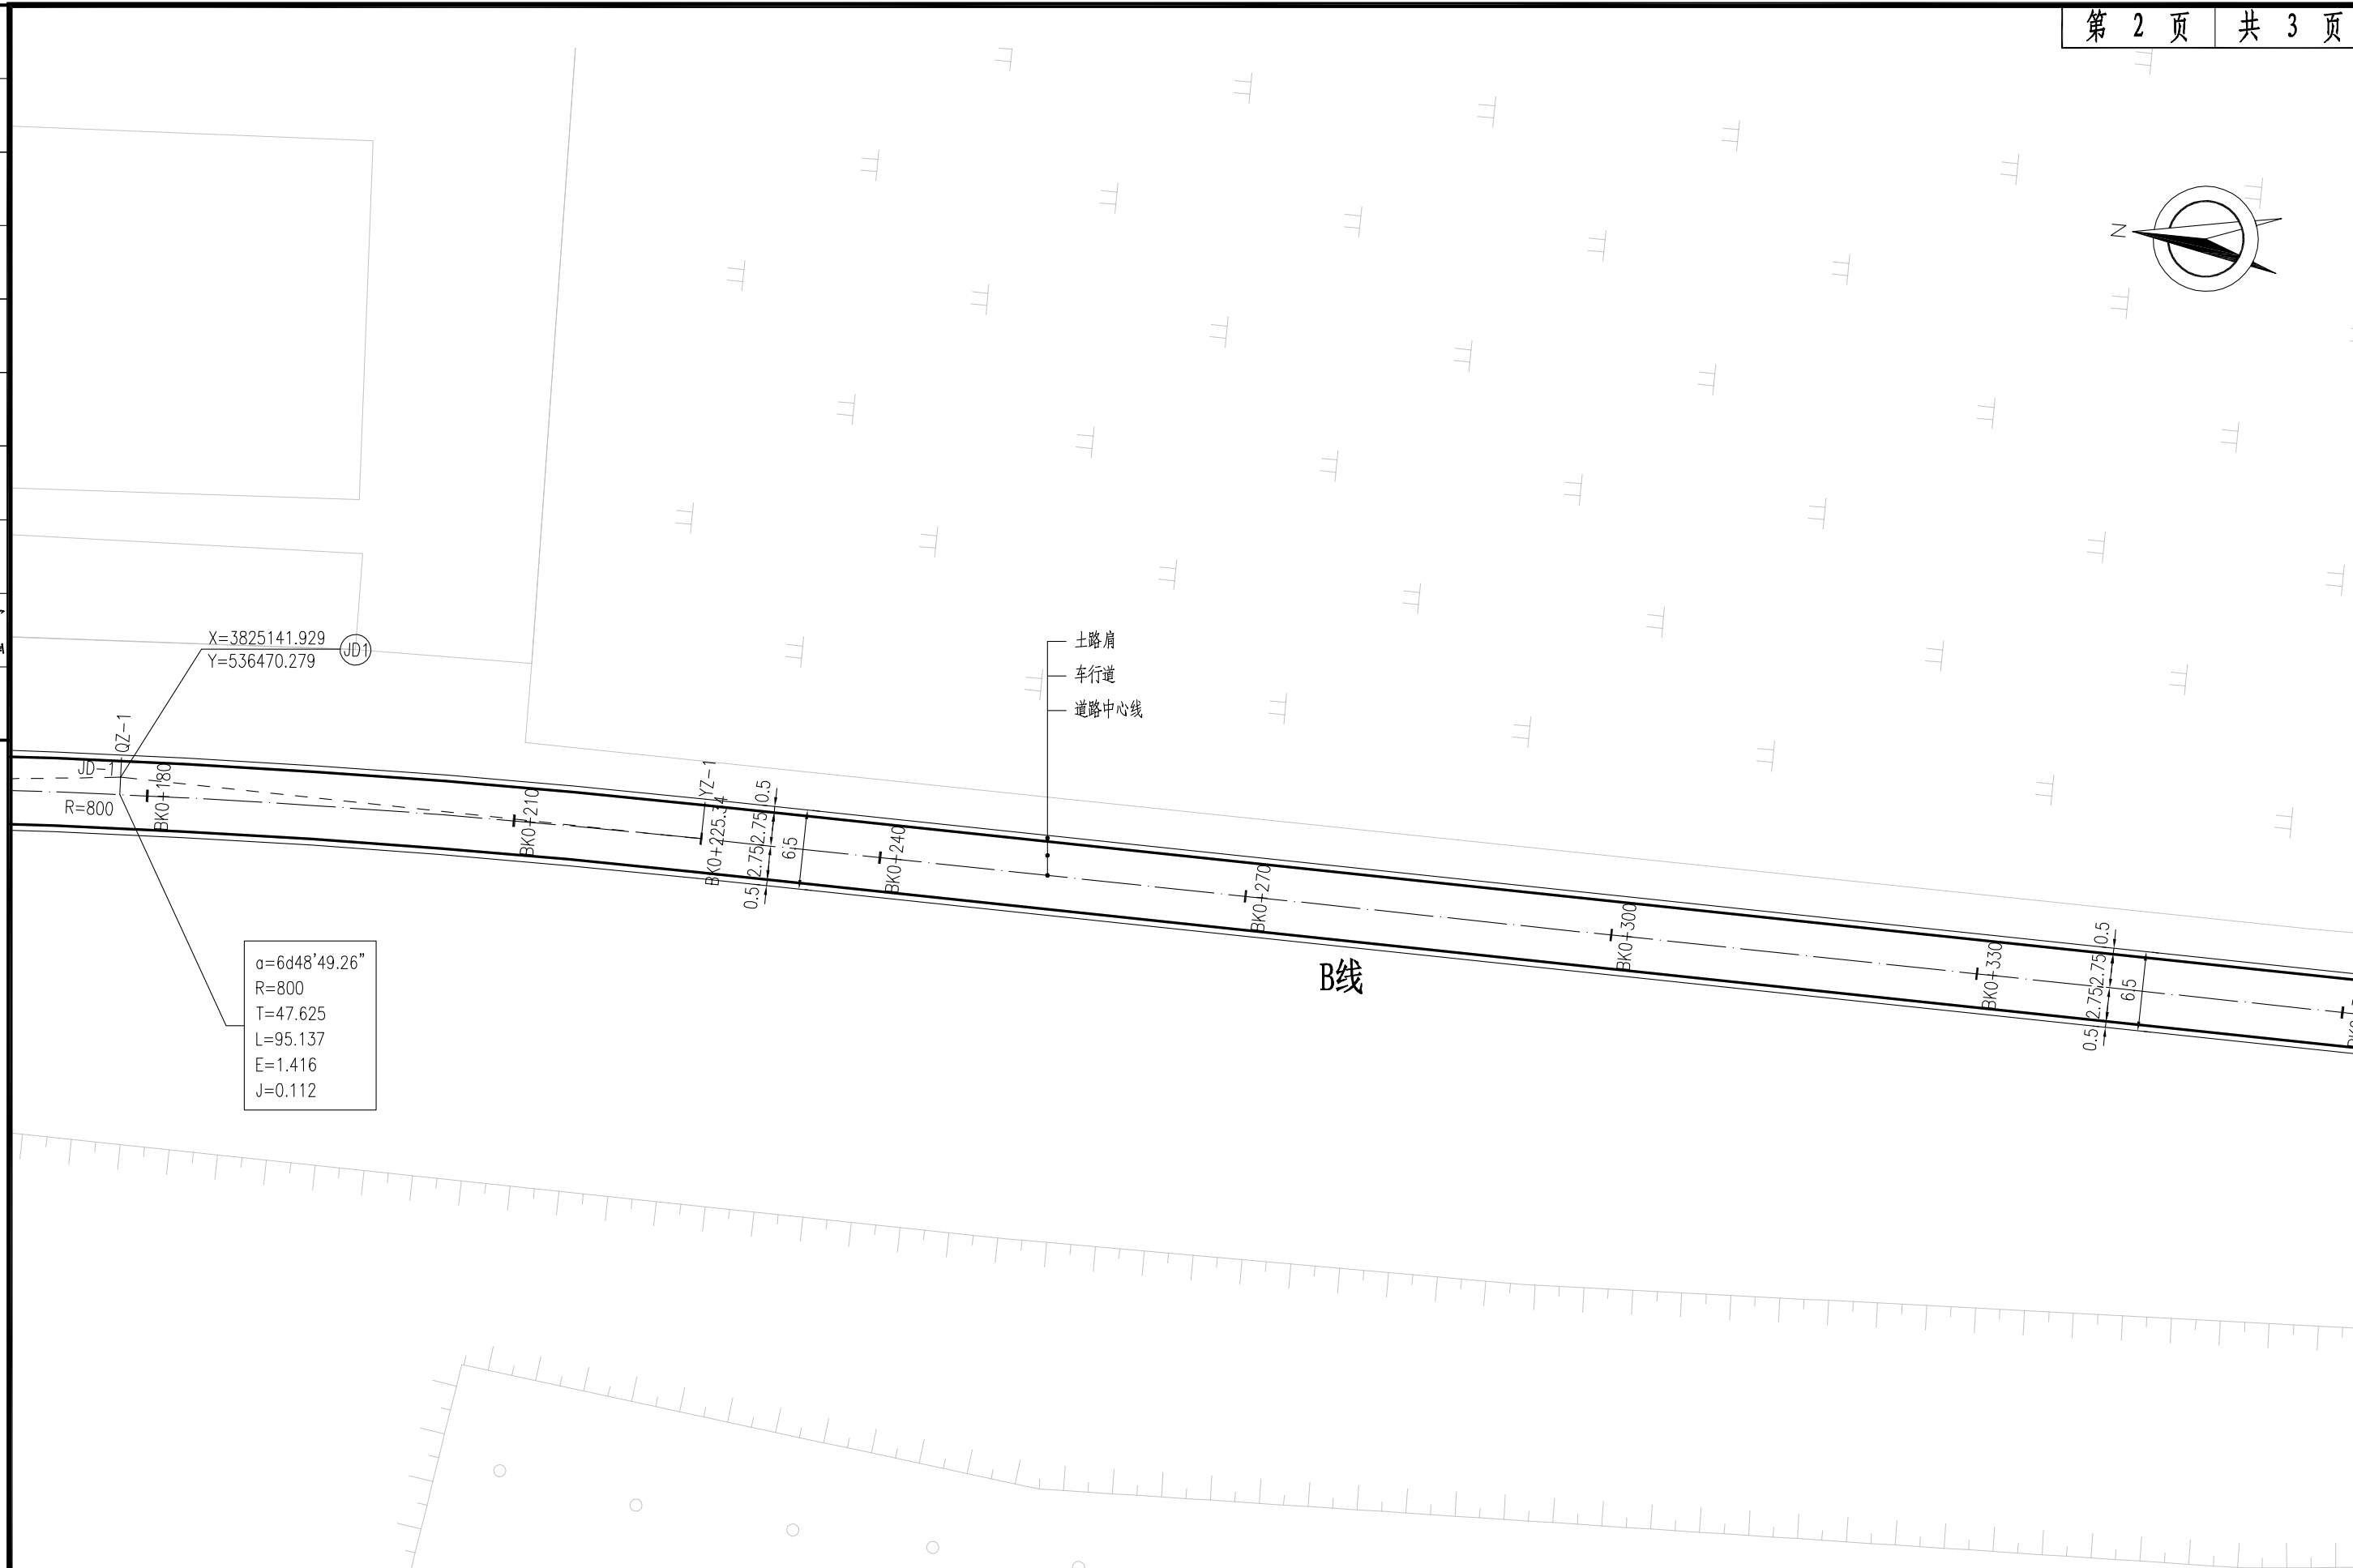 第 2 页 共 3 页
N
X=3825141.929
Y=536470.279
JD1
土路肩
车行道
道路中心线
QZ-1
JD-1
R=800
BK0+180
BK0+210
YZ-1
BK0+225.34
0.5
2.75
2.75
0.5
6.5
BK0+240
BK0+270
BK0+300
BK0+330
0.5
2.75
2.75
0.5
6.5
B线
a=6d48'49.26"
R=800
T=47.625
L=95.137
E=1.416
J=0.112